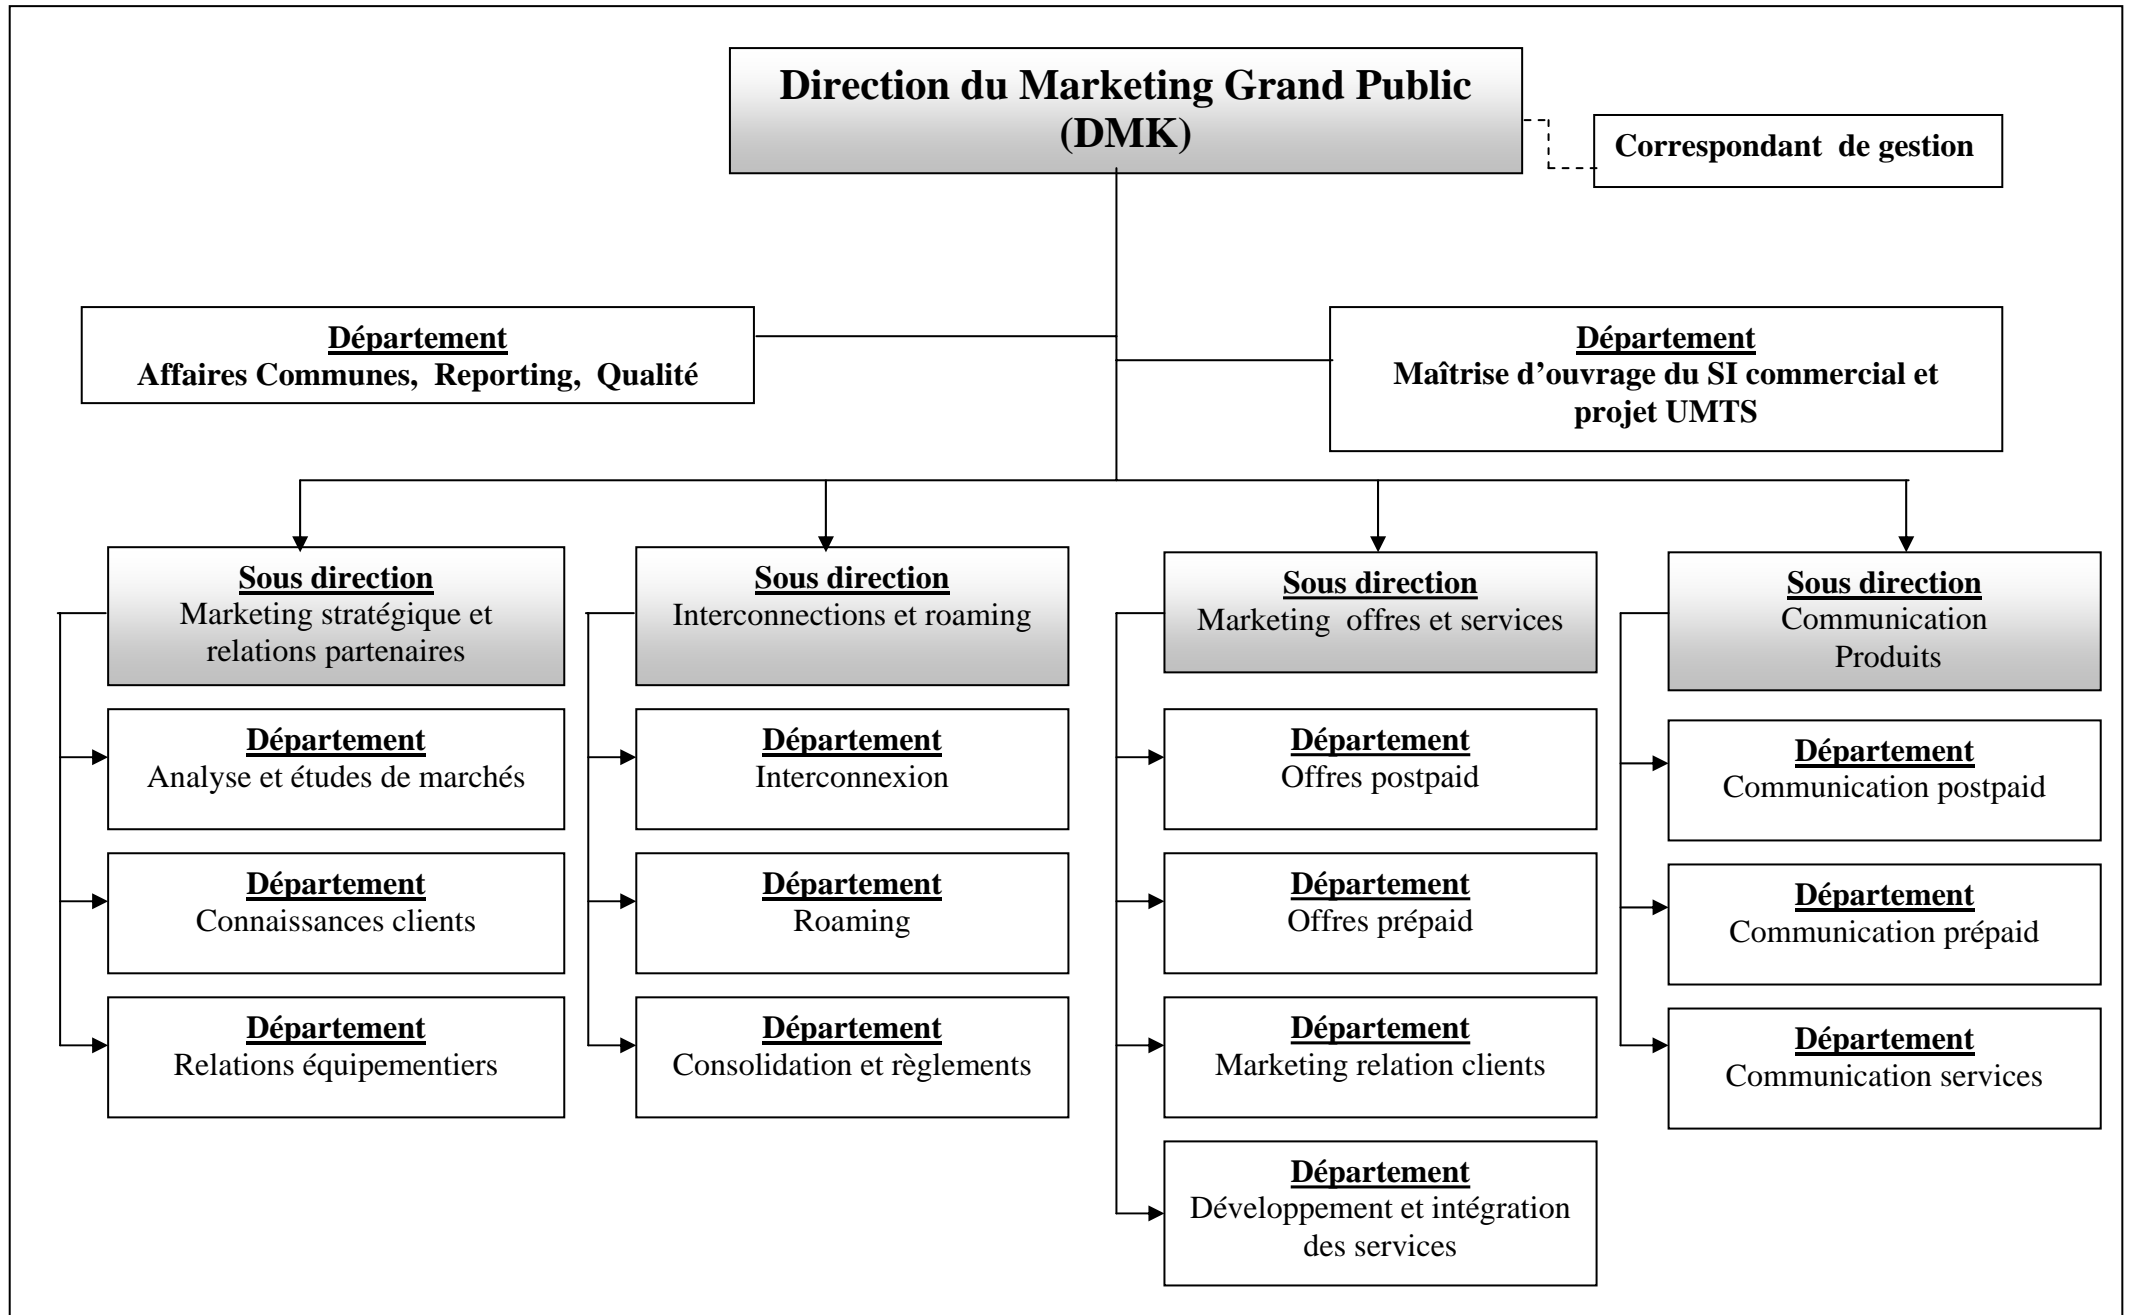 Direction du Marketing Grand Public
(DMK)
Correspondant de gestion
Département
Affaires Communes, Reporting, Qualité
Département
Maîtrise d’ouvrage du SI commercial et
projet UMTS
Sous direction
Marketing stratégique et
relations partenaires
Département
Analyse et études de marchés
Département
Connaissances clients
Département
Relations équipementiers
Sous direction
Interconnections et roaming
Département
Interconnexion
Département
Roaming
Département
Consolidation et règlements
Sous direction
Marketing offres et services
Département
Offres postpaid
Département
Offres prépaid
Département
Marketing relation clients
Département
Développement et intégration
des services
Sous direction
Communication
Produits
Département
Communication postpaid
Département
Communication prépaid
Département
Communication services